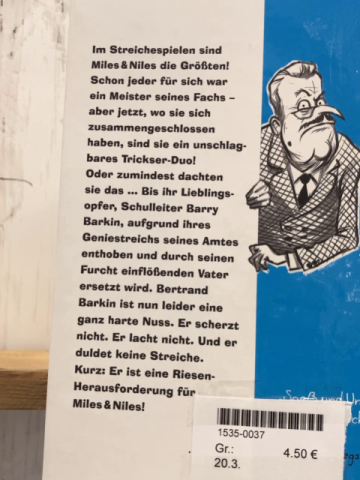 Im Streichespielen sind
Miles & Niles die Größten!
Schon jeder für sich war
ein Meister seines Fachs –
aber jetzt, wo sie sich
zusammengeschlossen
haben, sind sie ein unschlag-
bares Trickser-Duo!
Oder zumindest dachten
sie das ... Bis ihr Lieblings-
opfer, Schulleiter Barry
Barkin, aufgrund ihres
Geniestreichs seines Amtes
enthoben und durch seinen
Furcht einflößenden Vater
ersetzt wird. Bertrand
Barkin ist nun leider eine
ganz harte Nuss. Er scherzt
nicht. Er lacht nicht. Und er
duldet keine Streiche.
Kurz: Er ist eine Riesen-
Herausforderung für
Miles & Niles!
Spaß und
1535-0037
Gr.:
4.50 €
20.3.